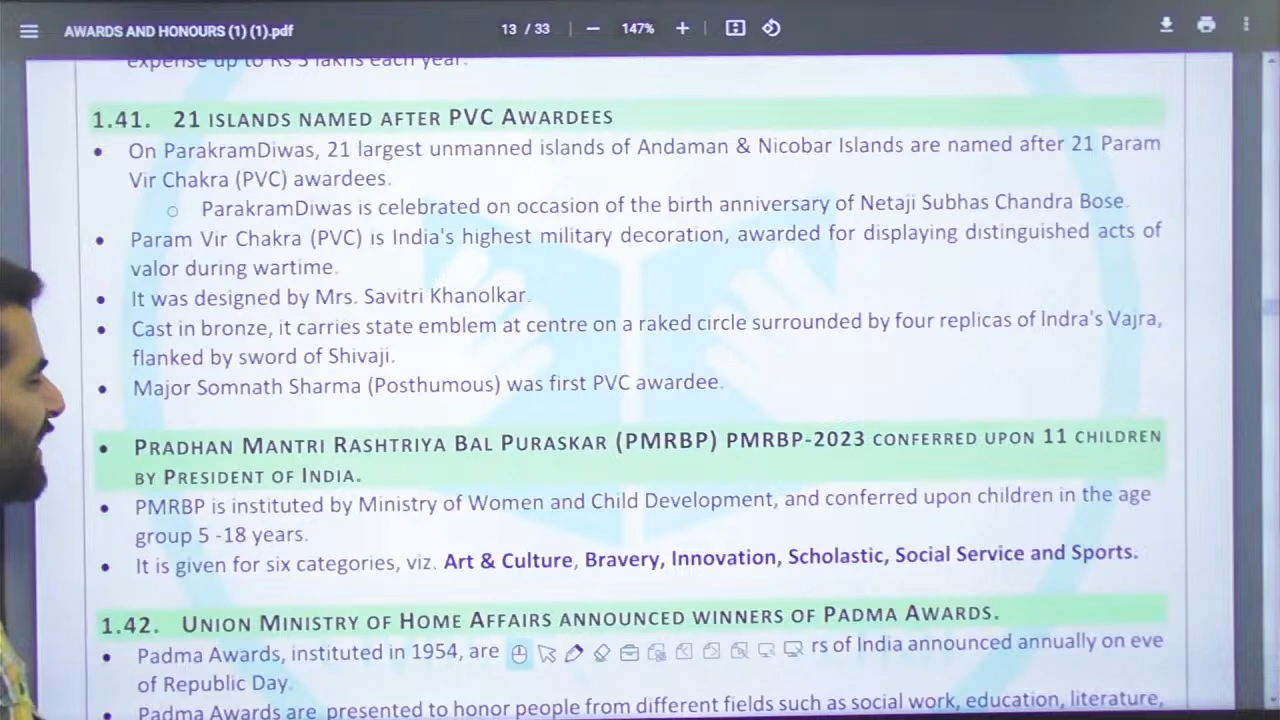 AWARDS AND HONOURS (1) (1).pdf
13 / 33
147%
expense up to Rs 5 lakhs each year.
1.41. 21 ISLANDS NAMED AFTER PVC AWARDEES
• On ParakramDiwas, 21 largest unmanned islands of Andaman & Nicobar Islands are named after 21 Param
Vir Chakra (PVC) awardees.
○ ParakramDiwas is celebrated on occasion of the birth anniversary of Netaji Subhas Chandra Bose.
• Param Vir Chakra (PVC) is India's highest military decoration, awarded for displaying distinguished acts of
valor during wartime.
• It was designed by Mrs. Savitri Khanolkar.
• Cast in bronze, it carries state emblem at centre on a raked circle surrounded by four replicas of Indra's Vajra,
flanked by sword of Shivaji.
• Major Somnath Sharma (Posthumous) was first PVC awardee.
• PRADHAN MANTRI RASHTRIYA BAL PURASKAR (PMRBP) PMRBP-2023 CONFERRED UPON 11 CHILDREN
BY PRESIDENT OF INDIA.
• PMRBP is instituted by Ministry of Women and Child Development, and conferred upon children in the age
group 5 -18 years.
• It is given for six categories, viz. Art & Culture, Bravery, Innovation, Scholastic, Social Service and Sports.
1.42. UNION MINISTRY OF HOME AFFAIRS ANNOUNCED WINNERS OF PADMA AWARDS.
• Padma Awards, instituted in 1954, are rs of India announced annually on eve
of Republic Day.
• Padma Awards are presented to honor people from different fields such as social work, education, literature,